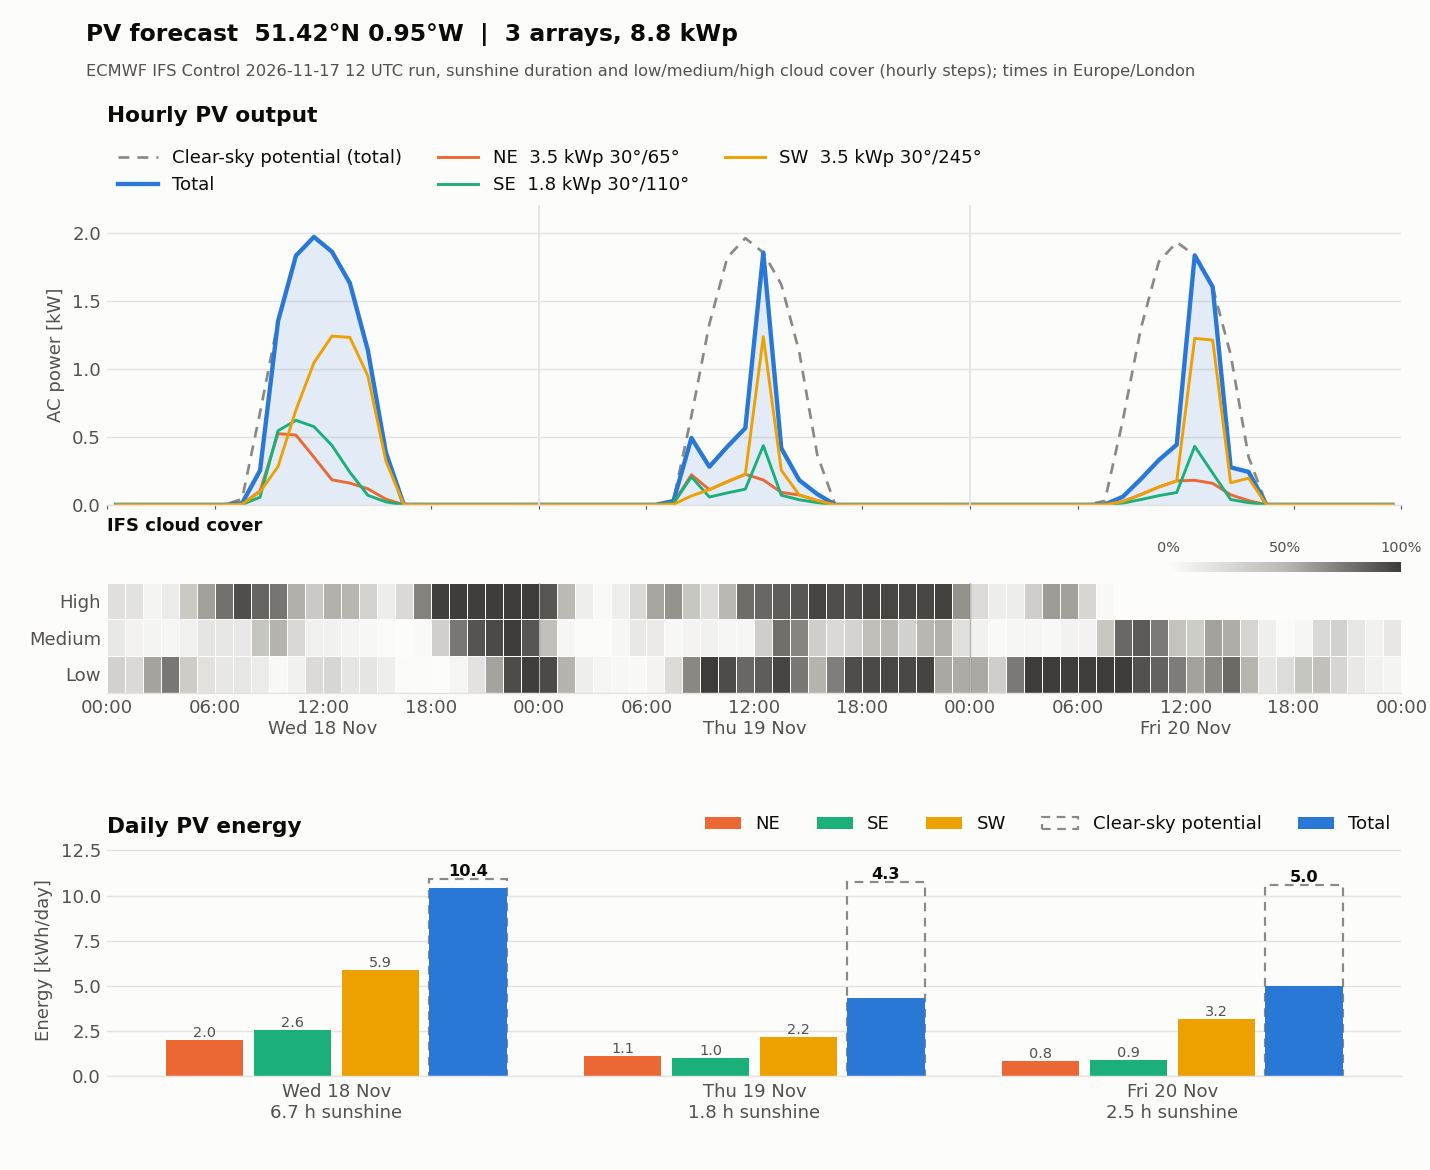 PV forecast  51.42°N 0.95°W  |  3 arrays, 8.8 kWp
ECMWF IFS Control 2026-11-17 12 UTC run, sunshine duration and low/medium/high cloud cover (hourly steps); times in Europe/London
Hourly PV output
Clear-sky potential (total)
Total
NE  3.5 kWp 30°/65°
SE  1.8 kWp 30°/110°
SW  3.5 kWp 30°/245°
AC power [kW]
2.0
1.5
1.0
0.5
0.0
IFS cloud cover
0% 50% 100%
High
Medium
Low
00:00 06:00 12:00 18:00 00:00 06:00 12:00 18:00 00:00 06:00 12:00 18:00 00:00
Wed 18 Nov Thu 19 Nov Fri 20 Nov
Daily PV energy
NE SE SW Clear-sky potential Total
Energy [kWh/day]
12.5
10.0
7.5
5.0
2.5
0.0
2.0 2.6 5.9 10.4
1.1 1.0 2.2 4.3
0.8 0.9 3.2 5.0
Wed 18 Nov Thu 19 Nov Fri 20 Nov
6.7 h sunshine 1.8 h sunshine 2.5 h sunshine